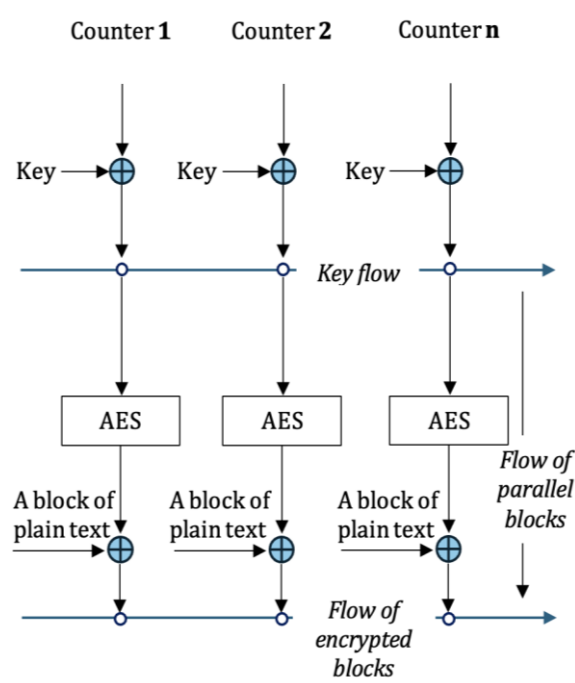 Counter 1
Counter 2
Counter n
Key
Key
Key
Key flow
AES
AES
AES
Flow of
parallel
blocks
A block of
plain text
A block of
plain text
A block of
plain text
Flow of
encrypted
blocks